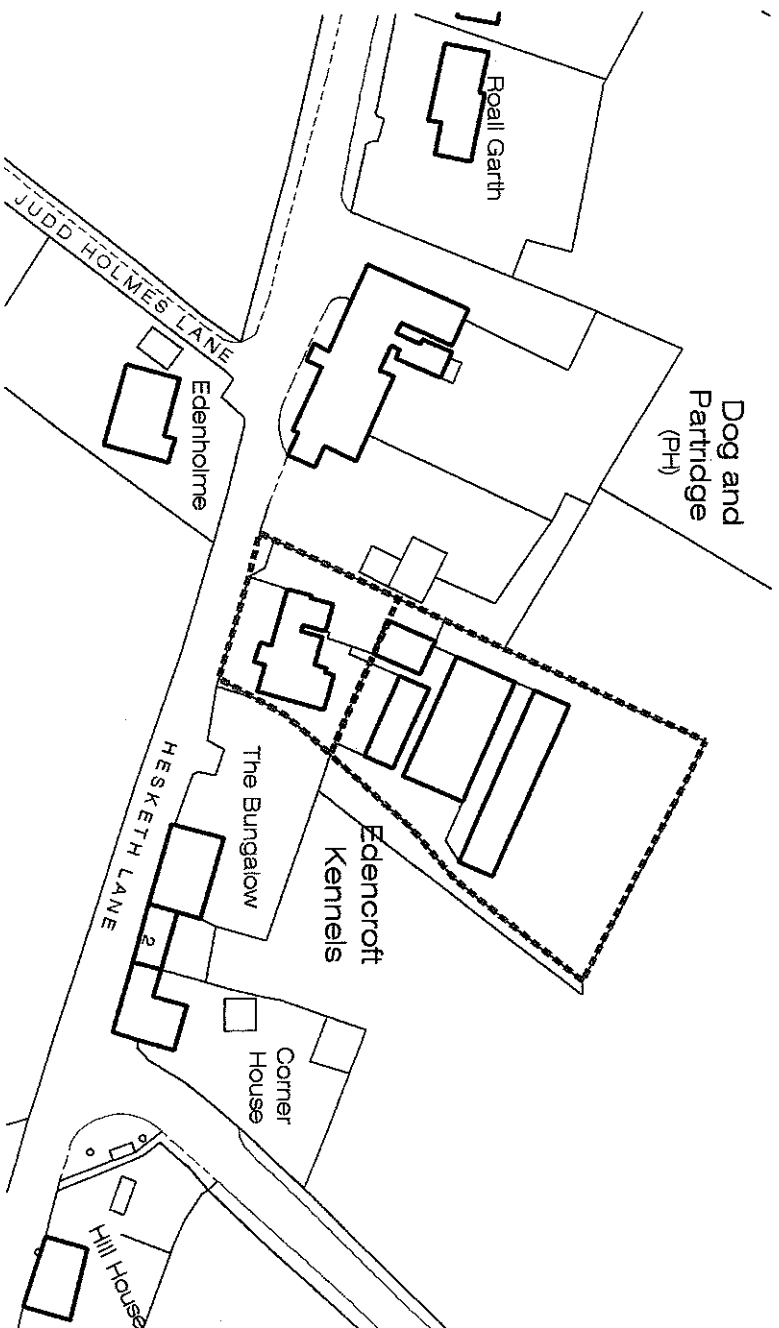 Roall Garth
Dog and
Partridge
(PH)
JUDD HOLMES LANE
Edenholme
HESKETH LANE
The Bungalow
Edencroft
Kennels
2
Corner
House
Hill House